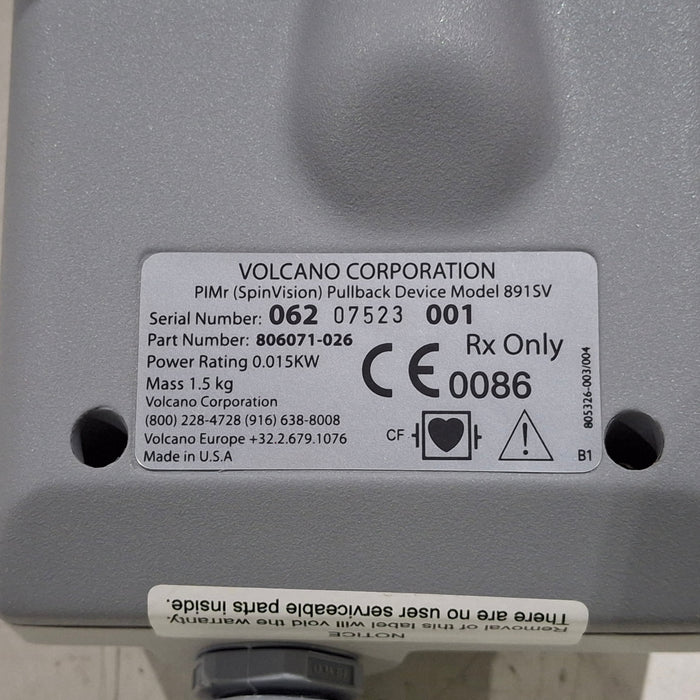 VOLCANO CORPORATION
PIMr (SpinVision) Pullback Device Model 891SV
Serial Number: 062 07523 001
Part Number: 806071-026
Power Rating 0.015KW
Rx Only
Mass 1.5 kg
CE 0086
Volcano Corporation
(800) 228-4728 (916) 638-8008
Volcano Europe +32.2.679.1076
CF
Made in U.S.A
B1
805326-003/004
NOTICE
Removal of this label will void the warranty.
There are no user serviceable parts inside.